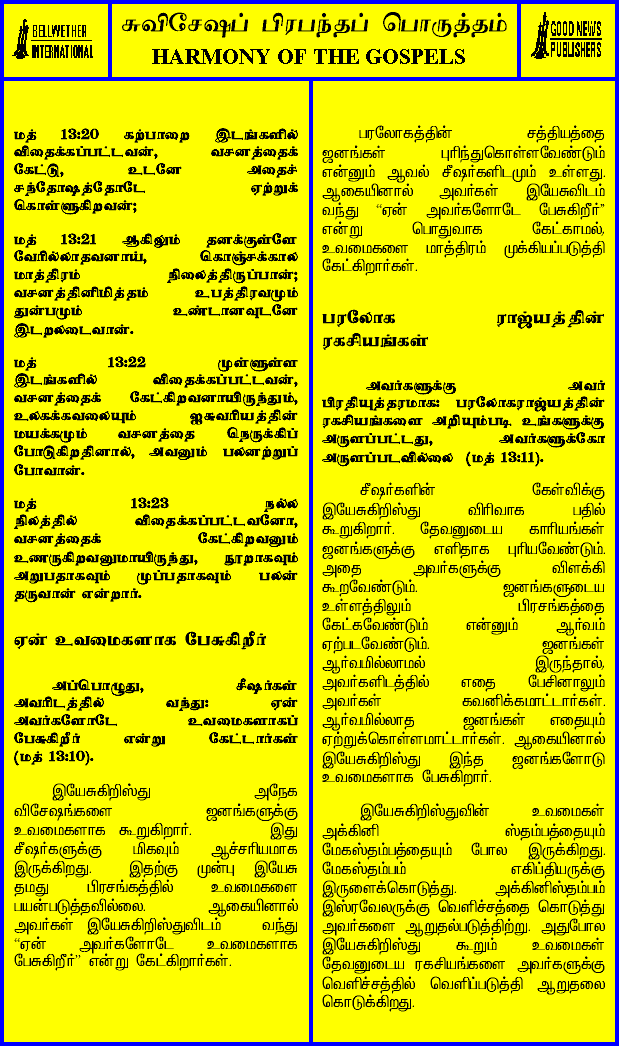 BELLWETHER
INTERNATIONAL
சுவிசேஷப் பிரபந்தப் பொருத்தம்
HARMONY OF THE GOSPELS
GOOD NEWS
PUBLISHERS
மத் 13:20 கற்பாறை இடங்களில்
விதைக்கப்பட்டவன், வசனத்தைக்
கேட்டு, உடனே அதைச்
சந்தோஷத்தோடே ஏற்றுக்
கொள்ளுகிறவன்;
மத் 13:21 ஆகிலும் தனக்குள்ளே
வேரில்லாதவனாய், கொஞ்சக்கால
மாத்திரம் நிலைத்திருப்பான்;
வசனத்தினிமித்தம் உபத்திரவமும்
துன்பமும் உண்டானவுடனே
இடறலடைவான்.
மத் 13:22 முள்ளுள்ள
இடங்களில் விதைக்கப்பட்டவன்,
வசனத்தைக் கேட்கிறவனாயிருந்தும்,
உலகக்கவலையும் ஐசுவரியத்தின்
மயக்கமும் வசனத்தை நெருக்கிப்
போடுகிறதினால், அவனும் பலனற்றுப்
போவான்.
மத் 13:23 நல்ல
நிலத்தில் விதைக்கப்பட்டவனோ,
வசனத்தைக் கேட்கிறவனும்
உணருகிறவனுமாயிருந்து, நூறாகவும்
அறுபதாகவும் முப்பதாகவும் பலன்
தருவான் என்றார்.
ஏன் உவமைகளாக பேசுகிறீர்
அப்பொழுது, சீஷர்கள்
அவரிடத்தில் வந்து: ஏன்
அவர்களோடே உவமைகளாகப்
பேசுகிறீர் என்று கேட்டார்கள்
(மத் 13:10).
இயேசுகிறிஸ்து அநேக
விசேஷங்களை ஜனங்களுக்கு
உவமைகளாக கூறுகிறார். இது
சீஷர்களுக்கு மிகவும் ஆச்சரியமாக
இருக்கிறது. இதற்கு முன்பு இயேசு
தமது பிரசங்கத்தில் உவமைகளை
பயன்படுத்தவில்லை. ஆகையினால்
அவர்கள் இயேசுகிறிஸ்துவிடம் வந்து
“ஏன் அவர்களோடே உவமைகளாக
பேசுகிறீர்” என்று கேட்கிறார்கள்.
பரலோகத்தின் சத்தியத்தை
ஜனங்கள் புரிந்துகொள்ளவேண்டும்
என்னும் ஆவல் சீஷர்களிடமும் உள்ளது.
ஆகையினால் அவர்கள் இயேசுவிடம்
வந்து “ஏன் அவர்களோடே பேசுகிறீர்”
என்று பொதுவாக கேட்காமல்,
உவமைகளை மாத்திரம் முக்கியப்படுத்தி
கேட்கிறார்கள்.
பரலோக ராஜ்யத்தின்
ரகசியங்கள்
அவர்களுக்கு அவர்
பிரதியுத்தரமாக: பரலோகராஜ்யத்தின்
ரகசியங்களை அறியும்படி உங்களுக்கு
அருளப்பட்டது, அவர்களுக்கோ
அருளப்படவில்லை (மத் 13:11).
சீஷர்களின் கேள்விக்கு
இயேசுகிறிஸ்து விரிவாக பதில்
கூறுகிறார். தேவனுடைய காரியங்கள்
ஜனங்களுக்கு எளிதாக புரியவேண்டும்.
அதை அவர்களுக்கு விளக்கி
கூறவேண்டும். ஜனங்களுடைய
உள்ளத்திலும் பிரசங்கத்தை
கேட்கவேண்டும் என்னும் ஆர்வம்
ஏற்படவேண்டும். ஜனங்கள்
ஆர்வமில்லாமல் இருந்தால்,
அவர்களிடத்தில் எதை பேசினாலும்
அவர்கள் கவனிக்கமாட்டார்கள்.
ஆர்வமில்லாத ஜனங்கள் எதையும்
ஏற்றுக்கொள்ளமாட்டார்கள். ஆகையினால்
இயேசுகிறிஸ்து இந்த ஜனங்களோடு
உவமைகளாக பேசுகிறார்.
இயேசுகிறிஸ்துவின் உவமைகள்
அக்கினி ஸ்தம்பத்தையும்
மேகஸ்தம்பத்தையும் போல இருக்கிறது.
மேகஸ்தம்பம் எகிப்தியருக்கு
இருளைக்கொடுத்து. அக்கினிஸ்தம்பம்
இஸ்ரவேலருக்கு வெளிச்சத்தை கொடுத்து
அவர்களை ஆறுதல்படுத்திற்று. அதுபோல
இயேசுகிறிஸ்து கூறும் உவமைகள்
தேவனுடைய ரகசியங்களை அவர்களுக்கு
வெளிச்சத்தில் வெளிப்படுத்தி ஆறுதலை
கொடுக்கிறது.